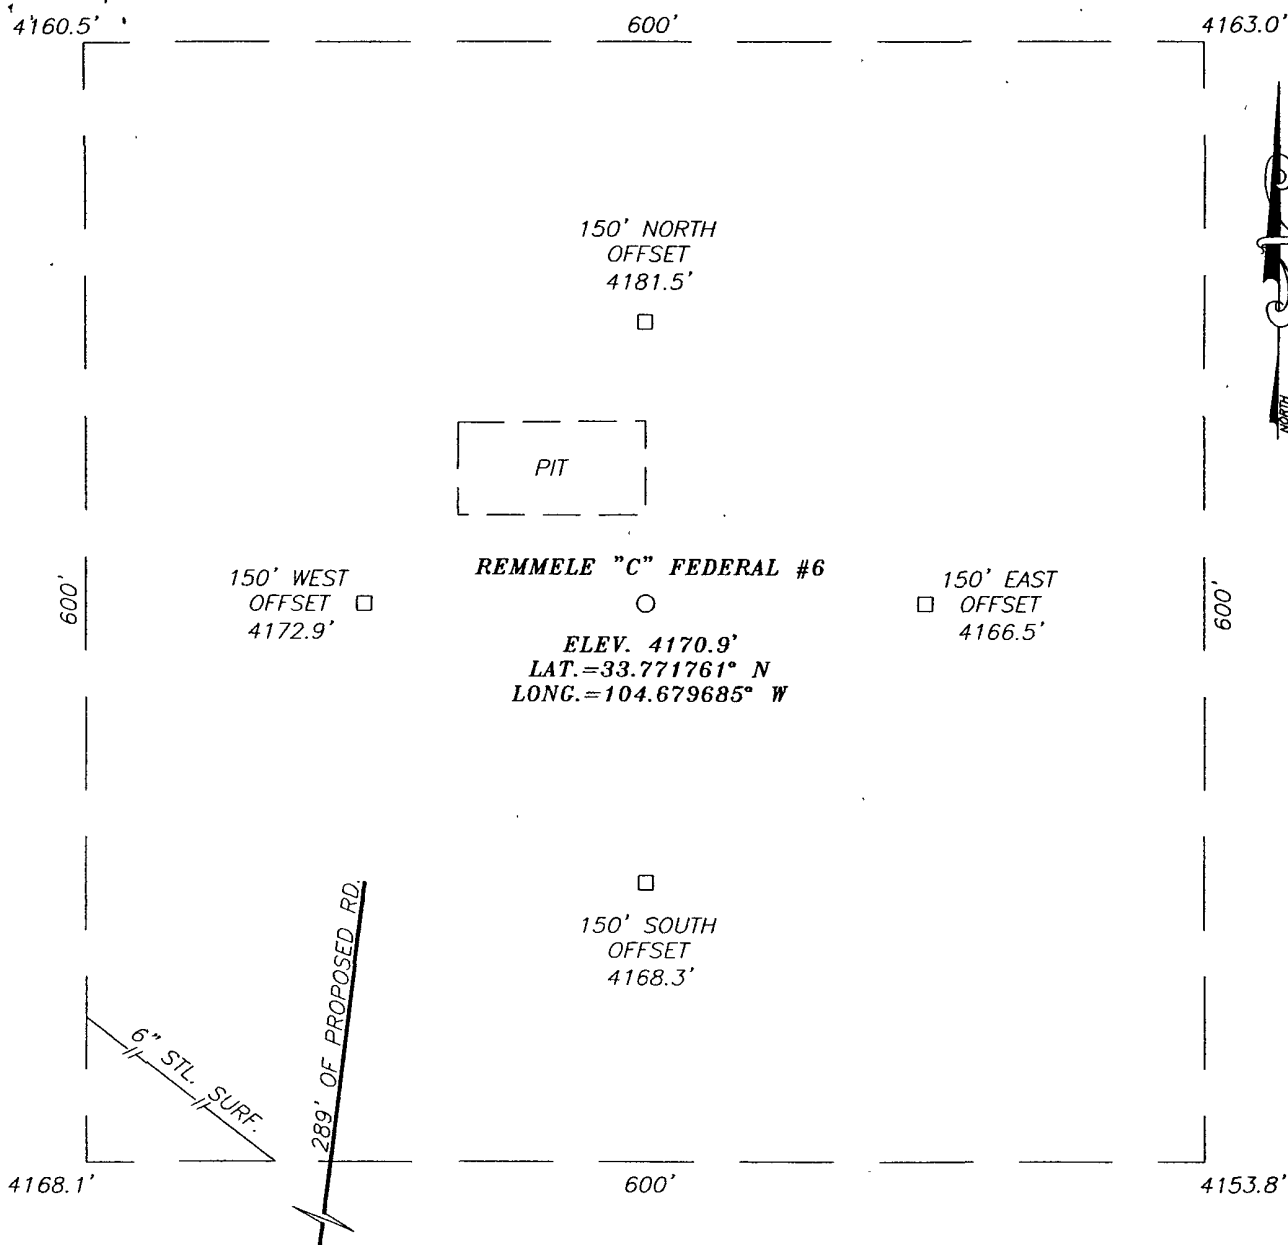 4160.5'
600'
4163.0'
150' NORTH
OFFSET
4181.5'
NORTH
PIT
REMMELE "C" FEDERAL #6
600'
150' WEST
OFFSET
4172.9'
150' EAST
OFFSET
4166.5'
600'
ELEV. 4170.9'
LAT.=33.771761° N
LONG.=104.679685° W
150' SOUTH
OFFSET
4168.3'
289' OF PROPOSED RD.
6" STL. SURF.
4168.1'
600'
4153.8'